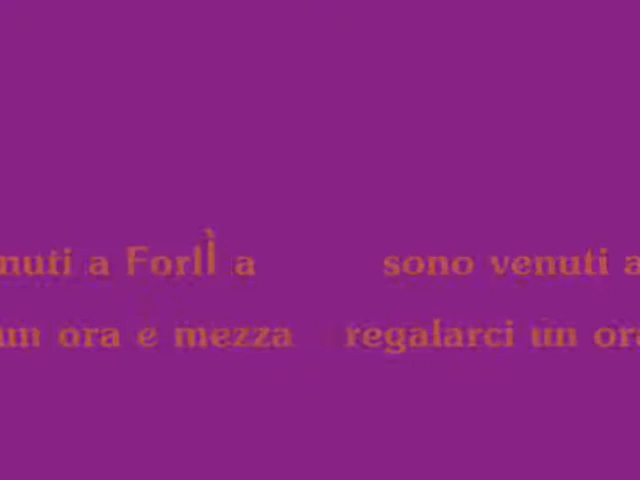 nuti a Forlì a sono venuti a
un ora e mezza regalarci un ora